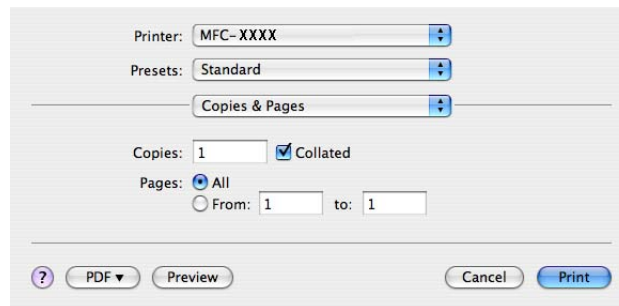 Printer: MFC-XXXX
Presets: Standard
Copies & Pages
Copies: 1 Collated
Pages: All
From: 1 to: 1
? PDF ▼ Preview Cancel Print